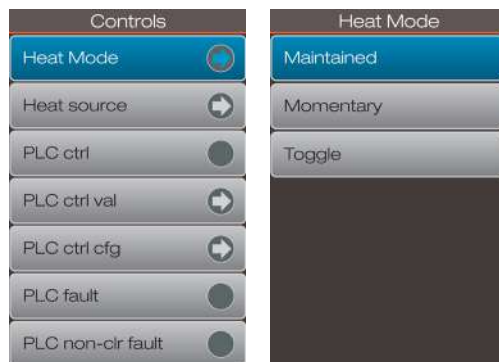 Controls
Heat Mode
Heat source
PLC ctrl
PLC ctrl val
PLC ctrl cfg
PLC fault
PLC non-clr fault
Heat Mode
Maintained
Momentary
Toggle